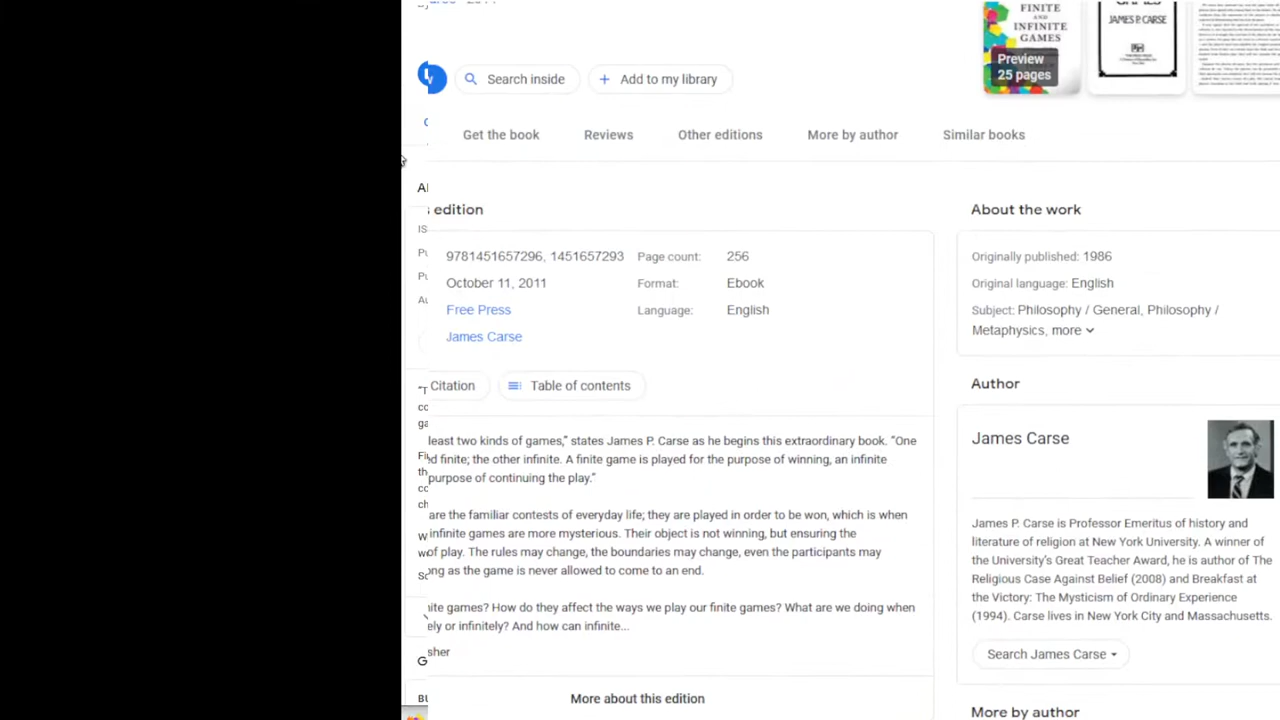 FINITE
AND
INFINITE
GAMES
JAMES P. CARSE
Preview
25 pages
Search inside
Add to my library
Get the book
Reviews
Other editions
More by author
Similar books
edition
About the work
9781451657296, 1451657293
Page count:
256
October 11, 2011
Format:
Ebook
Free Press
Language:
English
James Carse
Originally published: 1986
Original language: English
Subject: Philosophy / General, Philosophy /
Metaphysics, more
Citation
Table of contents
Author
James Carse
least two kinds of games,” states James P. Carse as he begins this extraordinary book. “One
finite; the other infinite. A finite game is played for the purpose of winning, an infinite
purpose of continuing the play.”
are the familiar contests of everyday life; they are played in order to be won, which is when
infinite games are more mysterious. Their object is not winning, but ensuring the
of play. The rules may change, the boundaries may change, even the participants may
as the game is never allowed to come to an end.
games? How do they affect the ways we play our finite games? What are we doing when
or infinitely? And how can infinite...
sher
More about this edition
James P. Carse is Professor Emeritus of history and
literature of religion at New York University. A winner of
the University’s Great Teacher Award, he is author of The
Religious Case Against Belief (2008) and Breakfast at
the Victory: The Mysticism of Ordinary Experience
(1994). Carse lives in New York City and Massachusetts.
Search James Carse
More by author